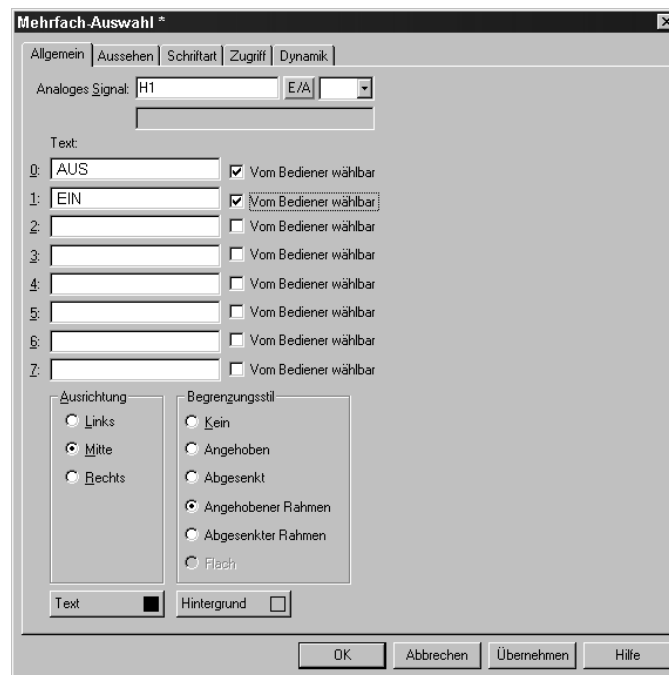 Mehrfach-Auswahl *
Allgemein Aussehen Schriftart Zugriff Dynamik
Analoges Signal: H1 E/A
Text:
0: AUS Vom Bediener wählbar
1: EIN Vom Bediener wählbar
2: Vom Bediener wählbar
3: Vom Bediener wählbar
4: Vom Bediener wählbar
5: Vom Bediener wählbar
6: Vom Bediener wählbar
7: Vom Bediener wählbar
Ausrichtung
Links
Mitte
Rechts
Begrenzungsstil
Kein
Angehoben
Abgesenkt
Angehobener Rahmen
Abgesenkter Rahmen
Flach
Text Hintergrund
OK Abbrechen Übernehmen Hilfe